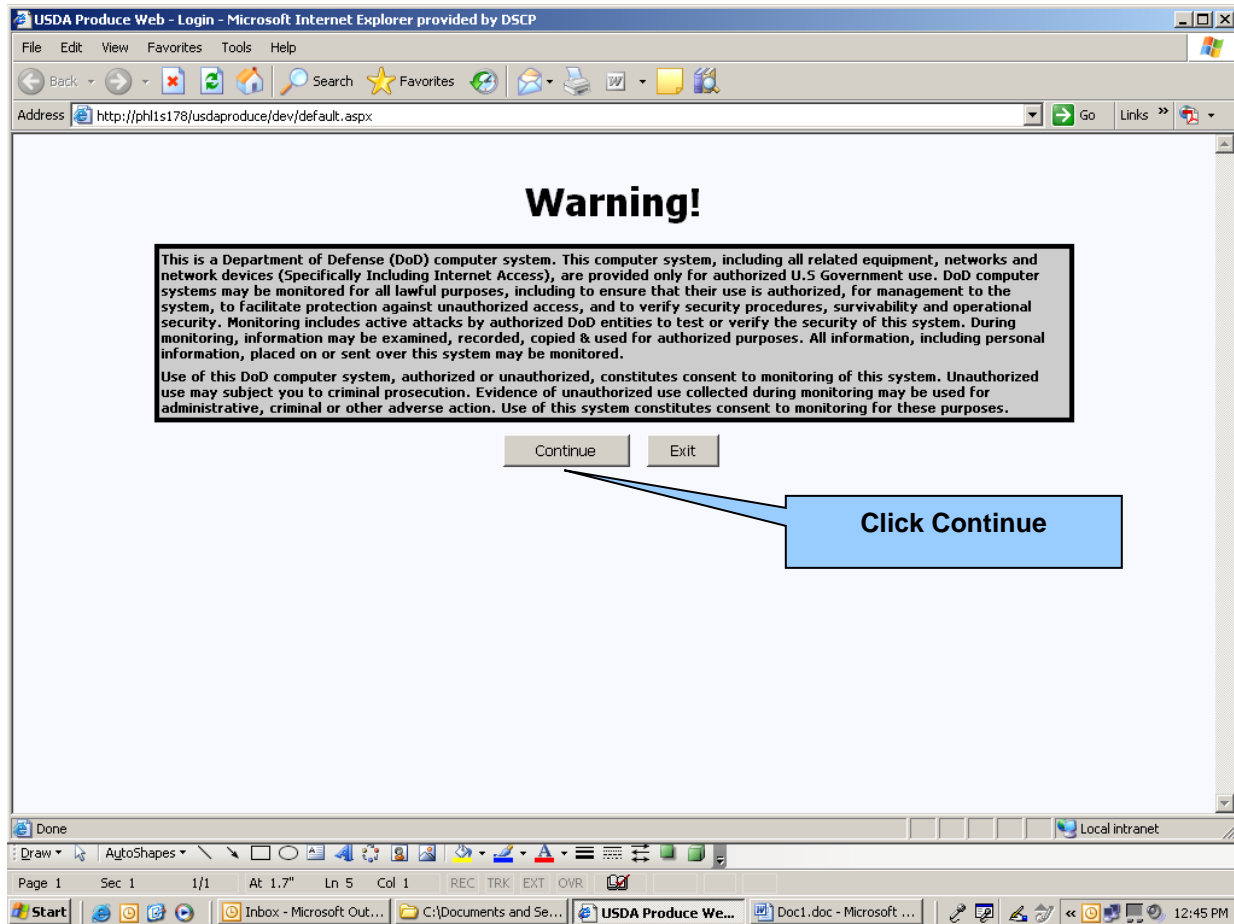 USDA Produce Web - Login - Microsoft Internet Explorer provided by DSCP
File Edit View Favorites Tools Help
Back Search Favorites
Address http://phl1s178/usdaproduce/dev/default.aspx Go Links »
Warning!
This is a Department of Defense (DoD) computer system. This computer system, including all related equipment, networks and
network devices (Specifically Including Internet Access), are provided only for authorized U.S Government use. DoD computer
systems may be monitored for all lawful purposes, including to ensure that their use is authorized, for management to the
system, to facilitate protection against unauthorized access, and to verify security procedures, survivability and operational
security. Monitoring includes active attacks by authorized DoD entities to test or verify the security of this system. During
monitoring, information may be examined, recorded, copied & used for authorized purposes. All information, including personal
information, placed on or sent over this system may be monitored.
Use of this DoD computer system, authorized or unauthorized, constitutes consent to monitoring of this system. Unauthorized
use may subject you to criminal prosecution. Evidence of unauthorized use collected during monitoring may be used for
administrative, criminal or other adverse action. Use of this system constitutes consent to monitoring for these purposes.
Continue Exit
Click Continue
Done Local intranet
Draw AutoShapes
Page 1 Sec 1 1/1 At 1.7" Ln 5 Col 1 REC TRK EXT OVR
Start Inbox - Microsoft Out... C:\Documents and Se... USDA Produce We... Doc1.doc - Microsoft ... « 12:45 PM